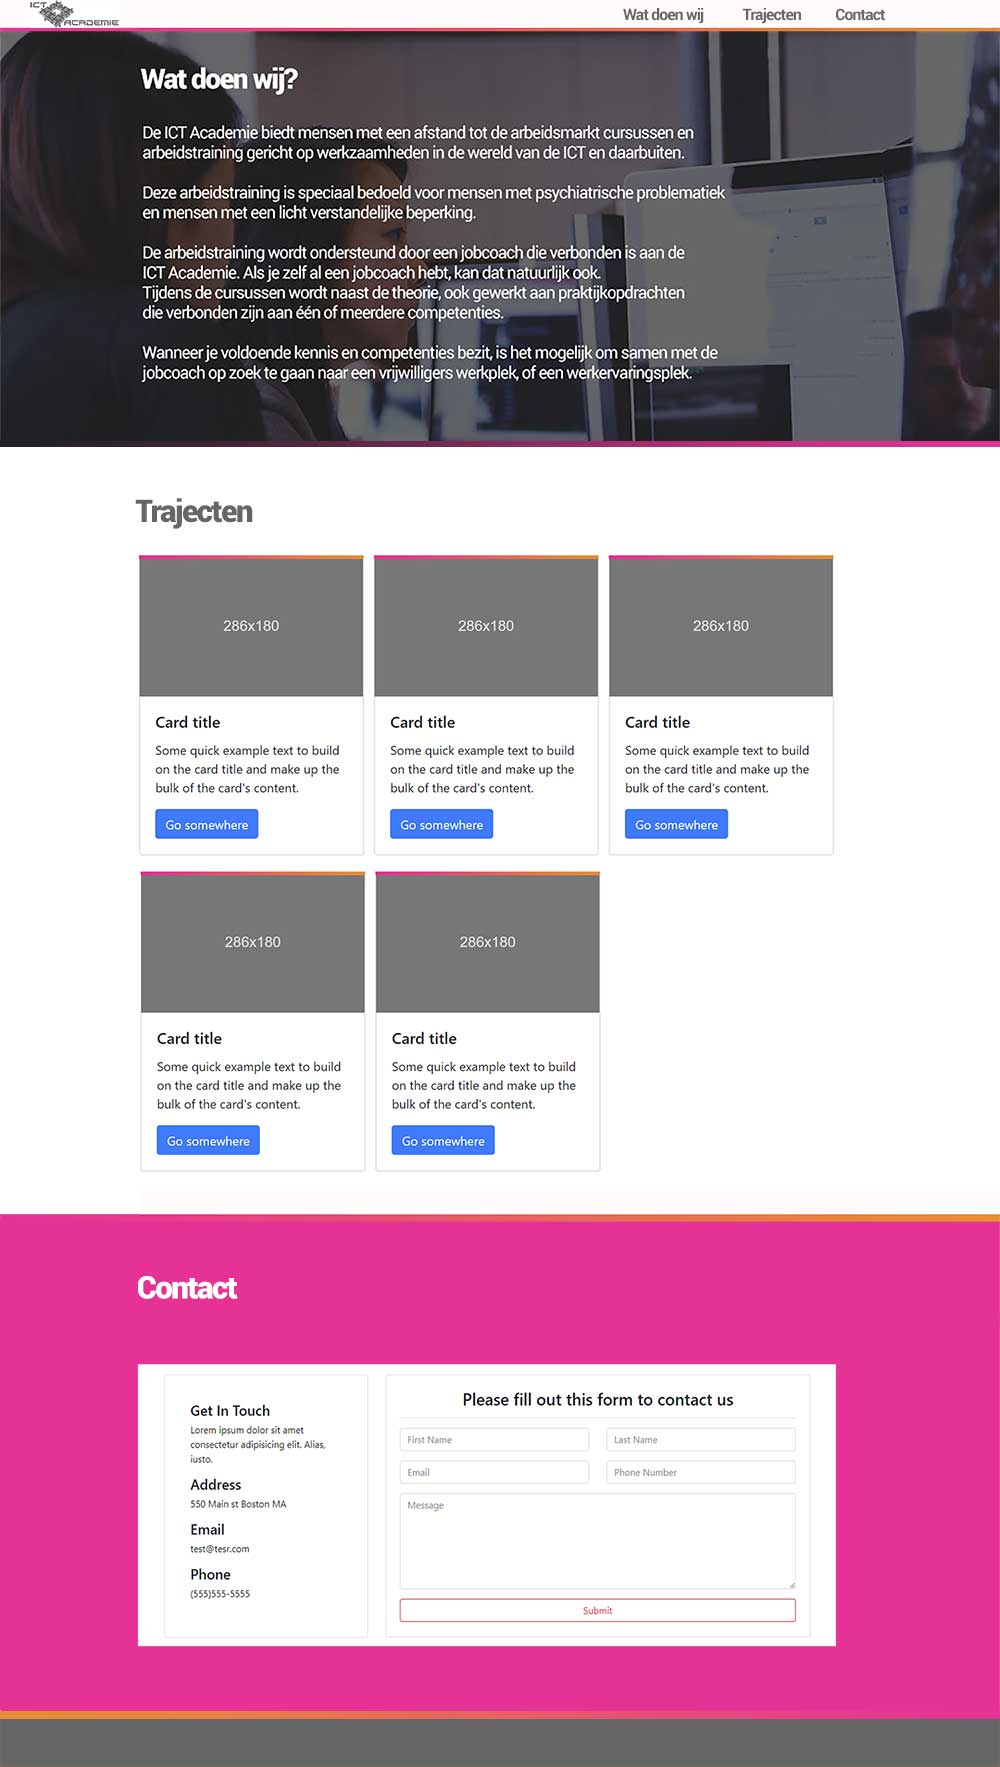 ICT
ACADEMIE
Wat doen wij Trajecten Contact
Wat doen wij?
De ICT Academie biedt mensen met een afstand tot de arbeidsmarkt cursussen en
arbeidstraining gericht op werkzaamheden in de wereld van de ICT en daarbuiten.
Deze arbeidstraining is speciaal bedoeld voor mensen met psychiatrische problematiek
en mensen met een licht verstandelijke beperking.
De arbeidstraining wordt ondersteund door een jobcoach die verbonden is aan de
ICT Academie. Als je zelf al een jobcoach hebt, kan dat natuurlijk ook.
Tijdens de cursussen wordt naast de theorie, ook gewerkt aan praktijkopdrachten
die verbonden zijn aan één of meerdere competenties.
Wanneer je voldoende kennis en competenties bezit, is het mogelijk om samen met de
jobcoach op zoek te gaan naar een vrijwilligers werkplek, of een werkervaringsplek.
Trajecten
286x180
Card title
Some quick example text to build
on the card title and make up the
bulk of the card's content.
Go somewhere
286x180
Card title
Some quick example text to build
on the card title and make up the
bulk of the card's content.
Go somewhere
286x180
Card title
Some quick example text to build
on the card title and make up the
bulk of the card's content.
Go somewhere
286x180
Card title
Some quick example text to build
on the card title and make up the
bulk of the card's content.
Go somewhere
286x180
Card title
Some quick example text to build
on the card title and make up the
bulk of the card's content.
Go somewhere
Contact
Get In Touch
Lorem ipsum dolor sit amet
consectetur adipisicing elit. Alias,
iusto.
Address
550 Main st Boston MA
Email
test@tesr.com
Phone
(555)555-5555
Please fill out this form to contact us
First Name
Last Name
Email
Phone Number
Message
Submit